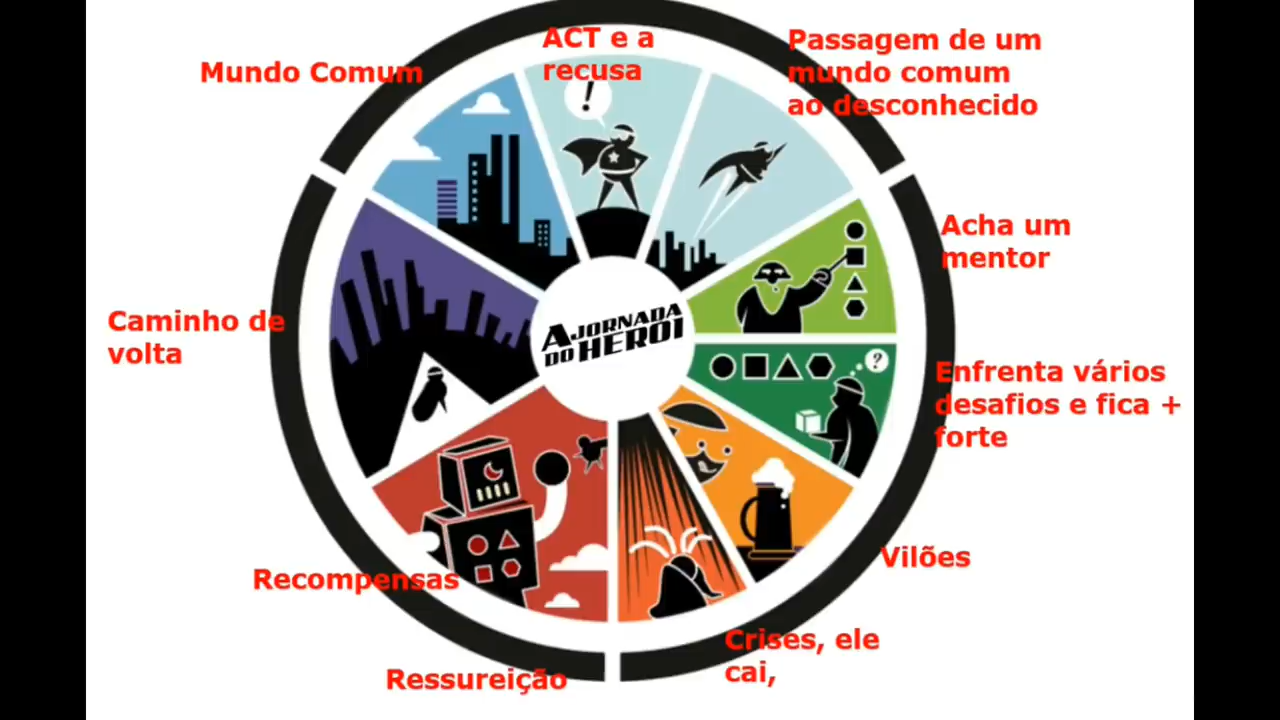 Mundo Comum
ACT e a
recusa
!
Passagem de um
mundo comum
ao desconhecido
Acha um
mentor
?
Enfrenta vários
desafios e fica +
forte
Vilões
Crises, ele
cai,
Ressureição
Recompensas
Caminho de
volta
A JORNADA
DO HEROI